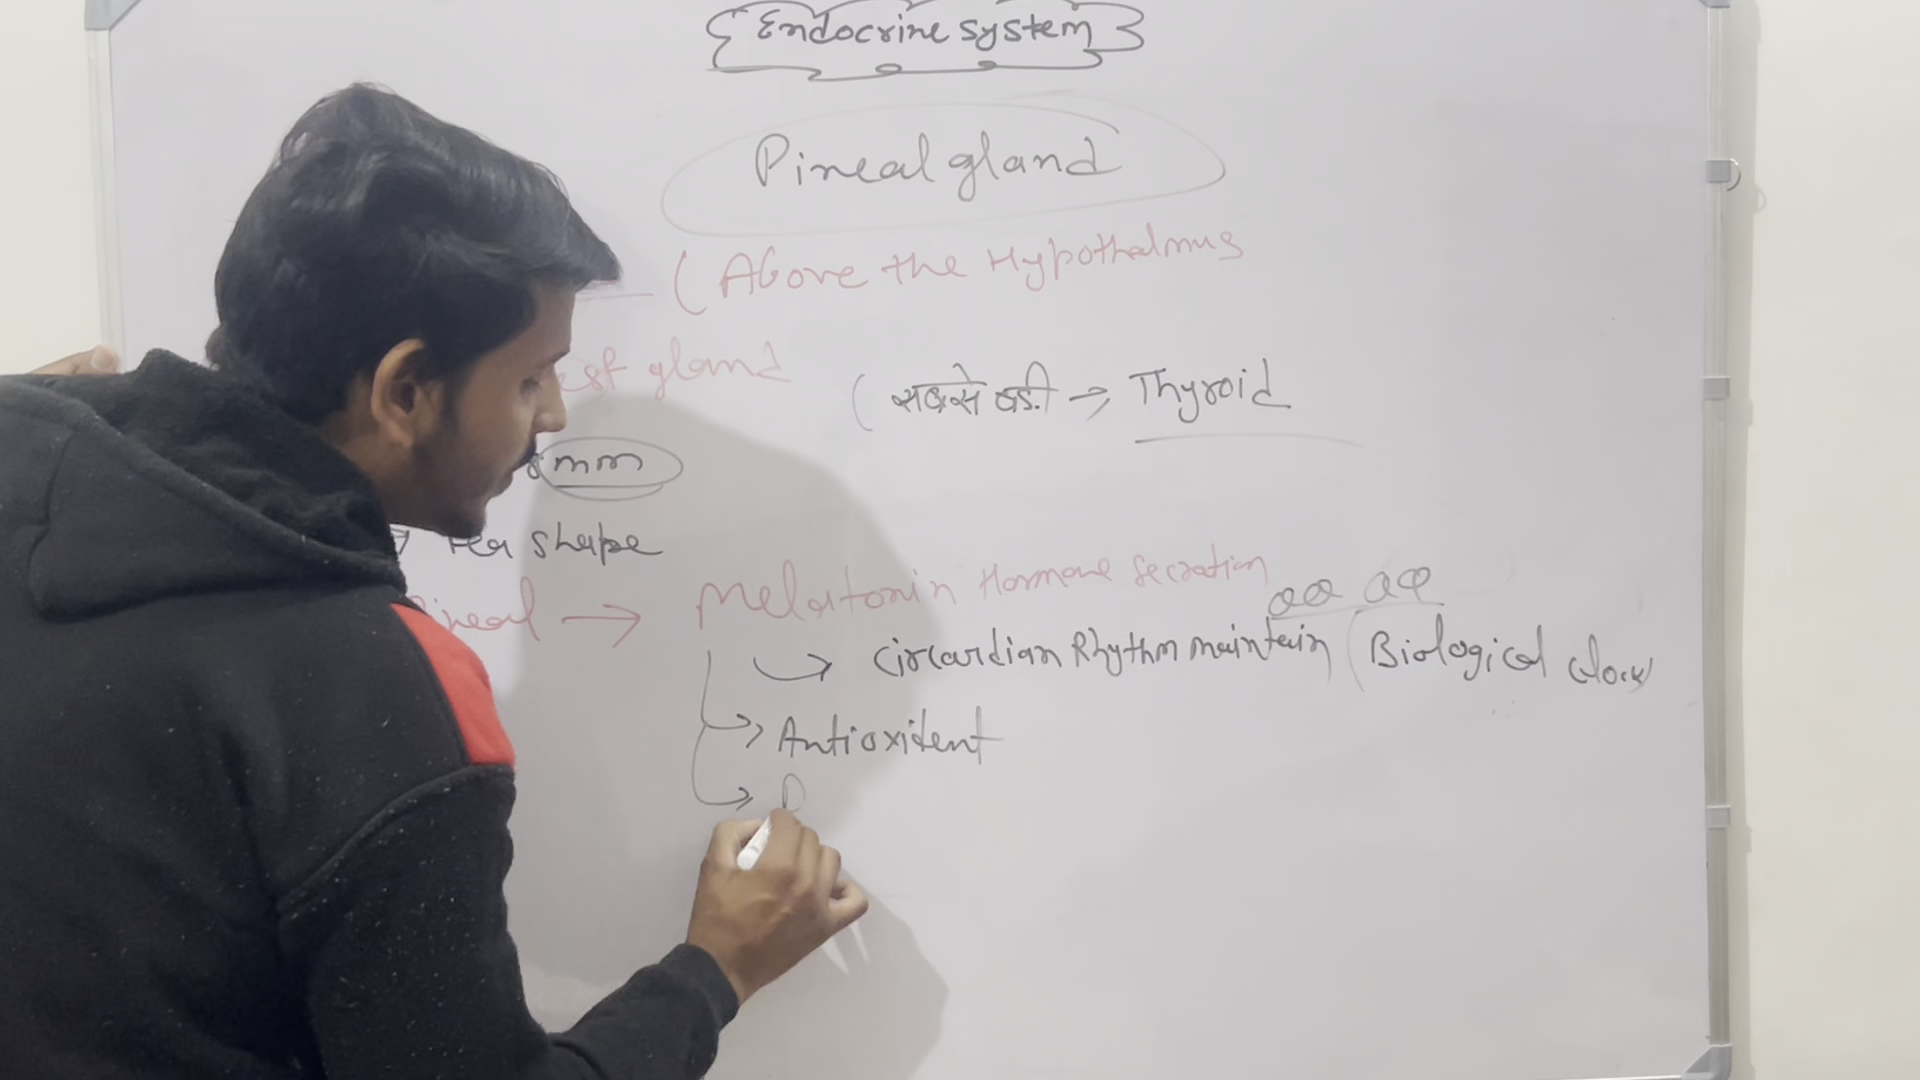 Endocrine system
Pineal gland
( Above the Hypothalmus
gland
( सबसे बडी → Thyroid
mm
shape
→ Melatonin Hormone Secration
Circardian Rhythm maintain ( Biological clock
Antioxident